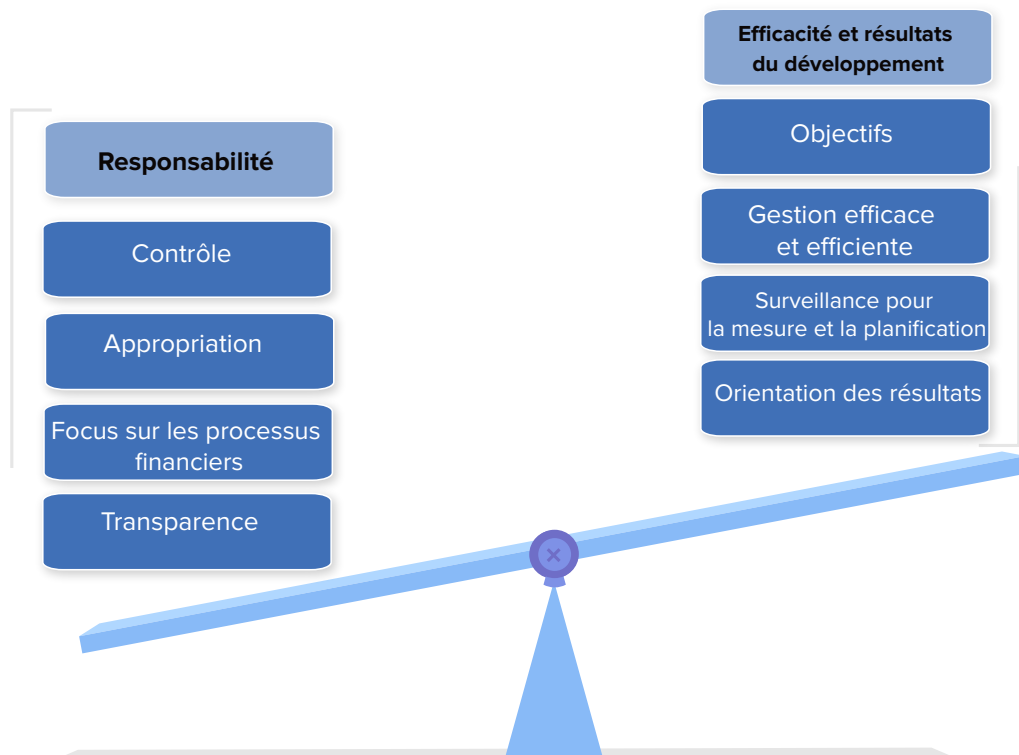 Responsabilité
Contrôle
Appropriation
Focus sur les processus
financiers
Transparence
Efficacité et résultats
du développement
Objectifs
Gestion efficace
et efficiente
Surveillance pour
la mesure et la planification
Orientation des résultats